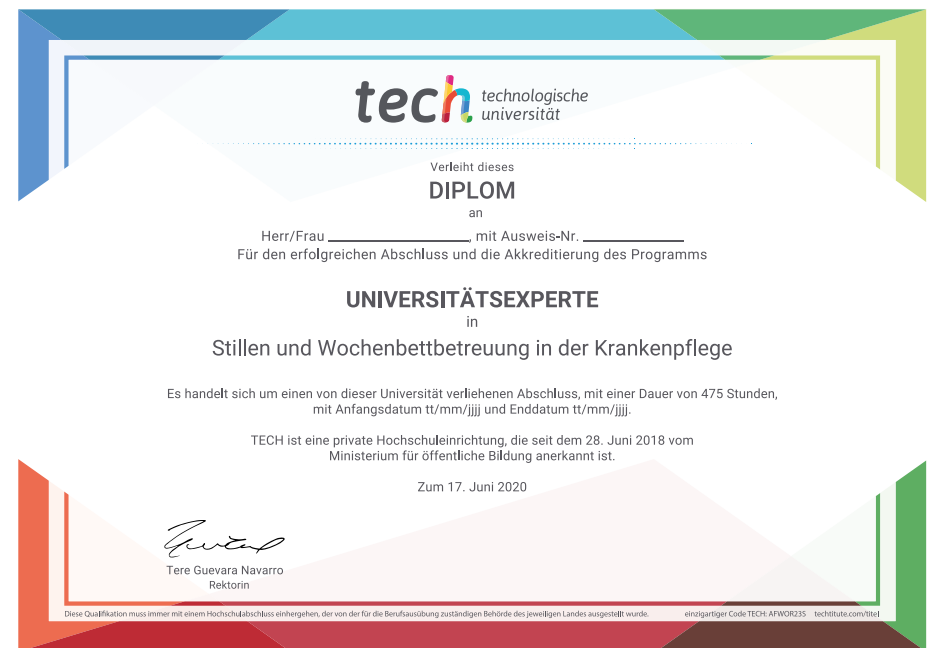 tech technologische
universität
Verleiht dieses
DIPLOM
an
Herr/Frau ____________________, mit Ausweis-Nr. ______________
Für den erfolgreichen Abschluss und die Akkreditierung des Programms
UNIVERSITÄTSEXPERTE
in
Stillen und Wochenbettbetreuung in der Krankenpflege
Es handelt sich um einen von dieser Universität verliehenen Abschluss, mit einer Dauer von 475 Stunden,
mit Anfangsdatum tt/mm/jjjj und Enddatum tt/mm/jjjj.
TECH ist eine private Hochschuleinrichtung, die seit dem 28. Juni 2018 vom
Ministerium für öffentliche Bildung anerkannt ist.
Zum 17. Juni 2020
Tere Guevara Navarro
Rektorin
Diese Qualifikation muss immer mit einem Hochschulabschluss einhergehen, der von der für die Berufsausübung zuständigen Behörde des jeweiligen Landes ausgestellt wurde. einzigartiger Code TECH: AFWOR23S techtitute.com/titel